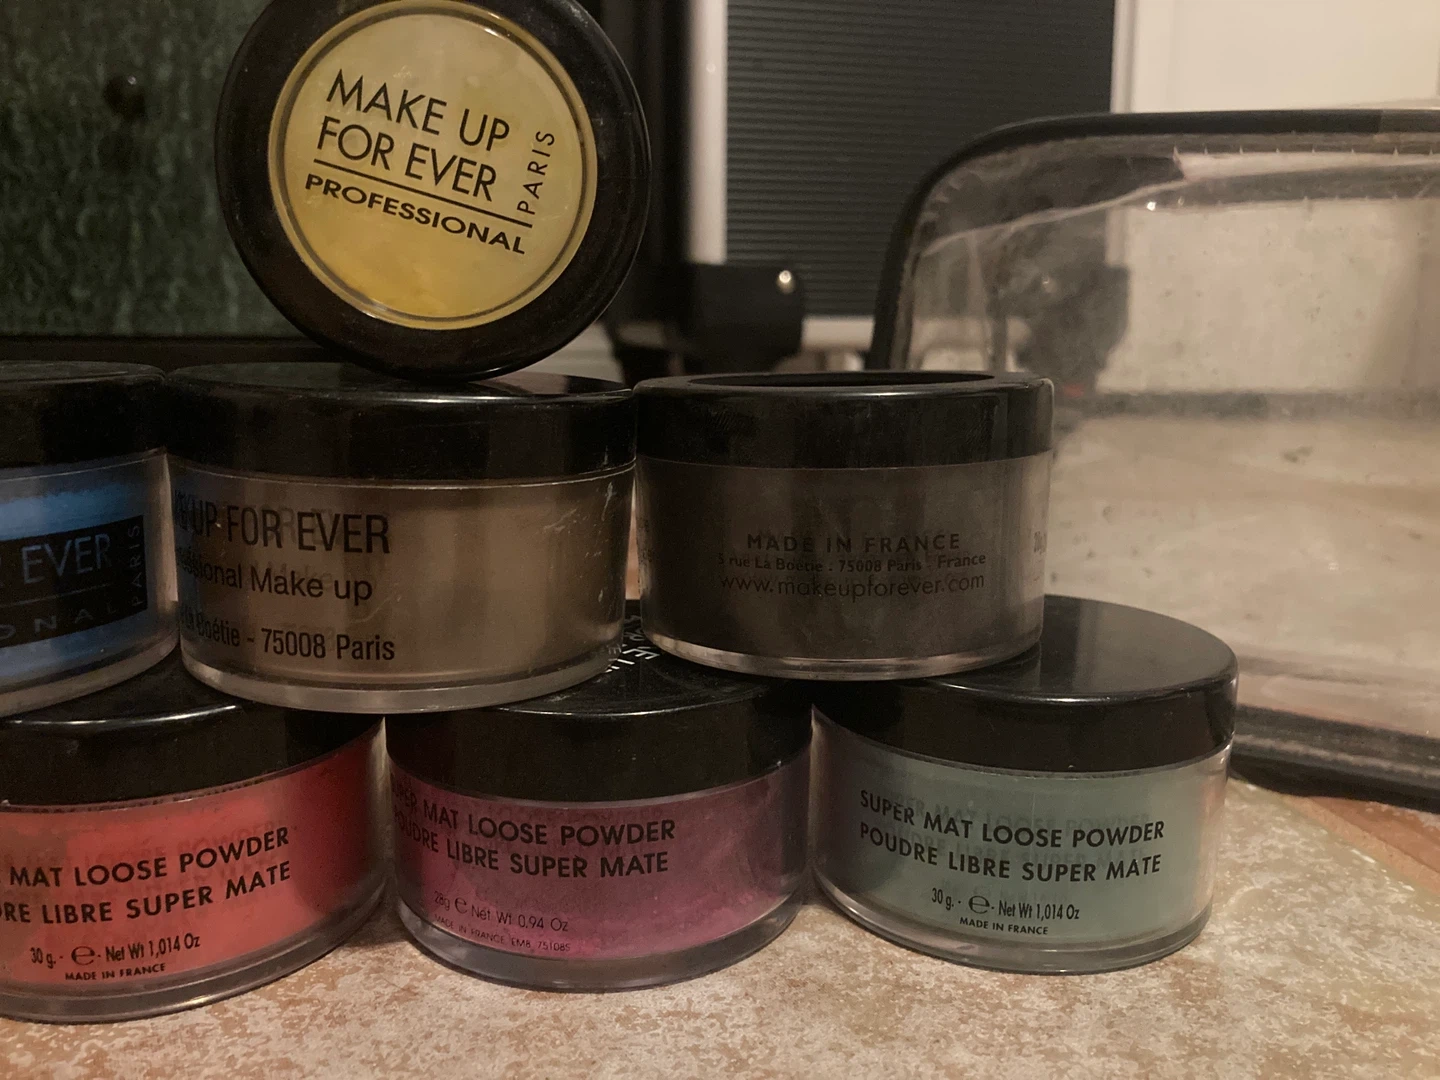 MAKE UP
FOR EVER
PARIS
PROFESSIONAL
EVER
PARIS
UP FOR EVER
Make up
Boétie - 75008 Paris
MADE IN FRANCE
5 rue La Boétie : 75008 Paris - France
www.makeupforever.com
MAT LOOSE POWDER
LIBRE SUPER MATE
30 g. - e - Net Wt 1,014 Oz
MADE IN FRANCE
MAT LOOSE POWDER
POUDRE LIBRE SUPER MATE
28g e Net Wt 0.94 Oz
MADE IN FRANCE EMB 75108S
SUPER MAT LOOSE POWDER
POUDRE LIBRE SUPER MATE
30 g. - e - Net Wt 1,014 Oz
MADE IN FRANCE